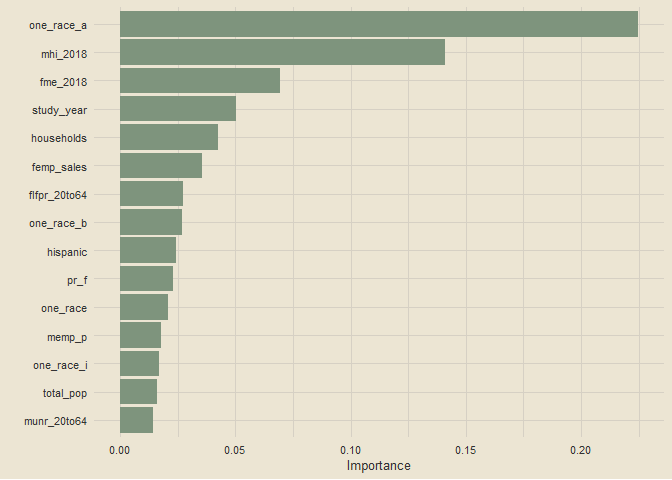 one_race_a
mhi_2018
fme_2018
study_year
households
femp_sales
flfpr_20to64
one_race_b
hispanic
pr_f
one_race
memp_p
one_race_i
total_pop
munr_20to64
0.00 0.05 0.10 0.15 0.20
Importance